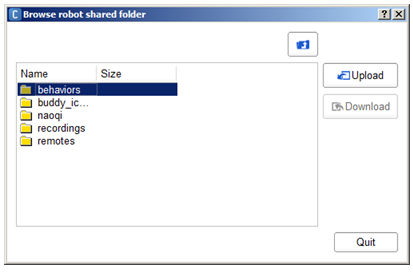 Browse robot shared folder
Name Size
behaviors
buddy_ic...
naoqi
recordings
remotes
Upload
Download
Quit